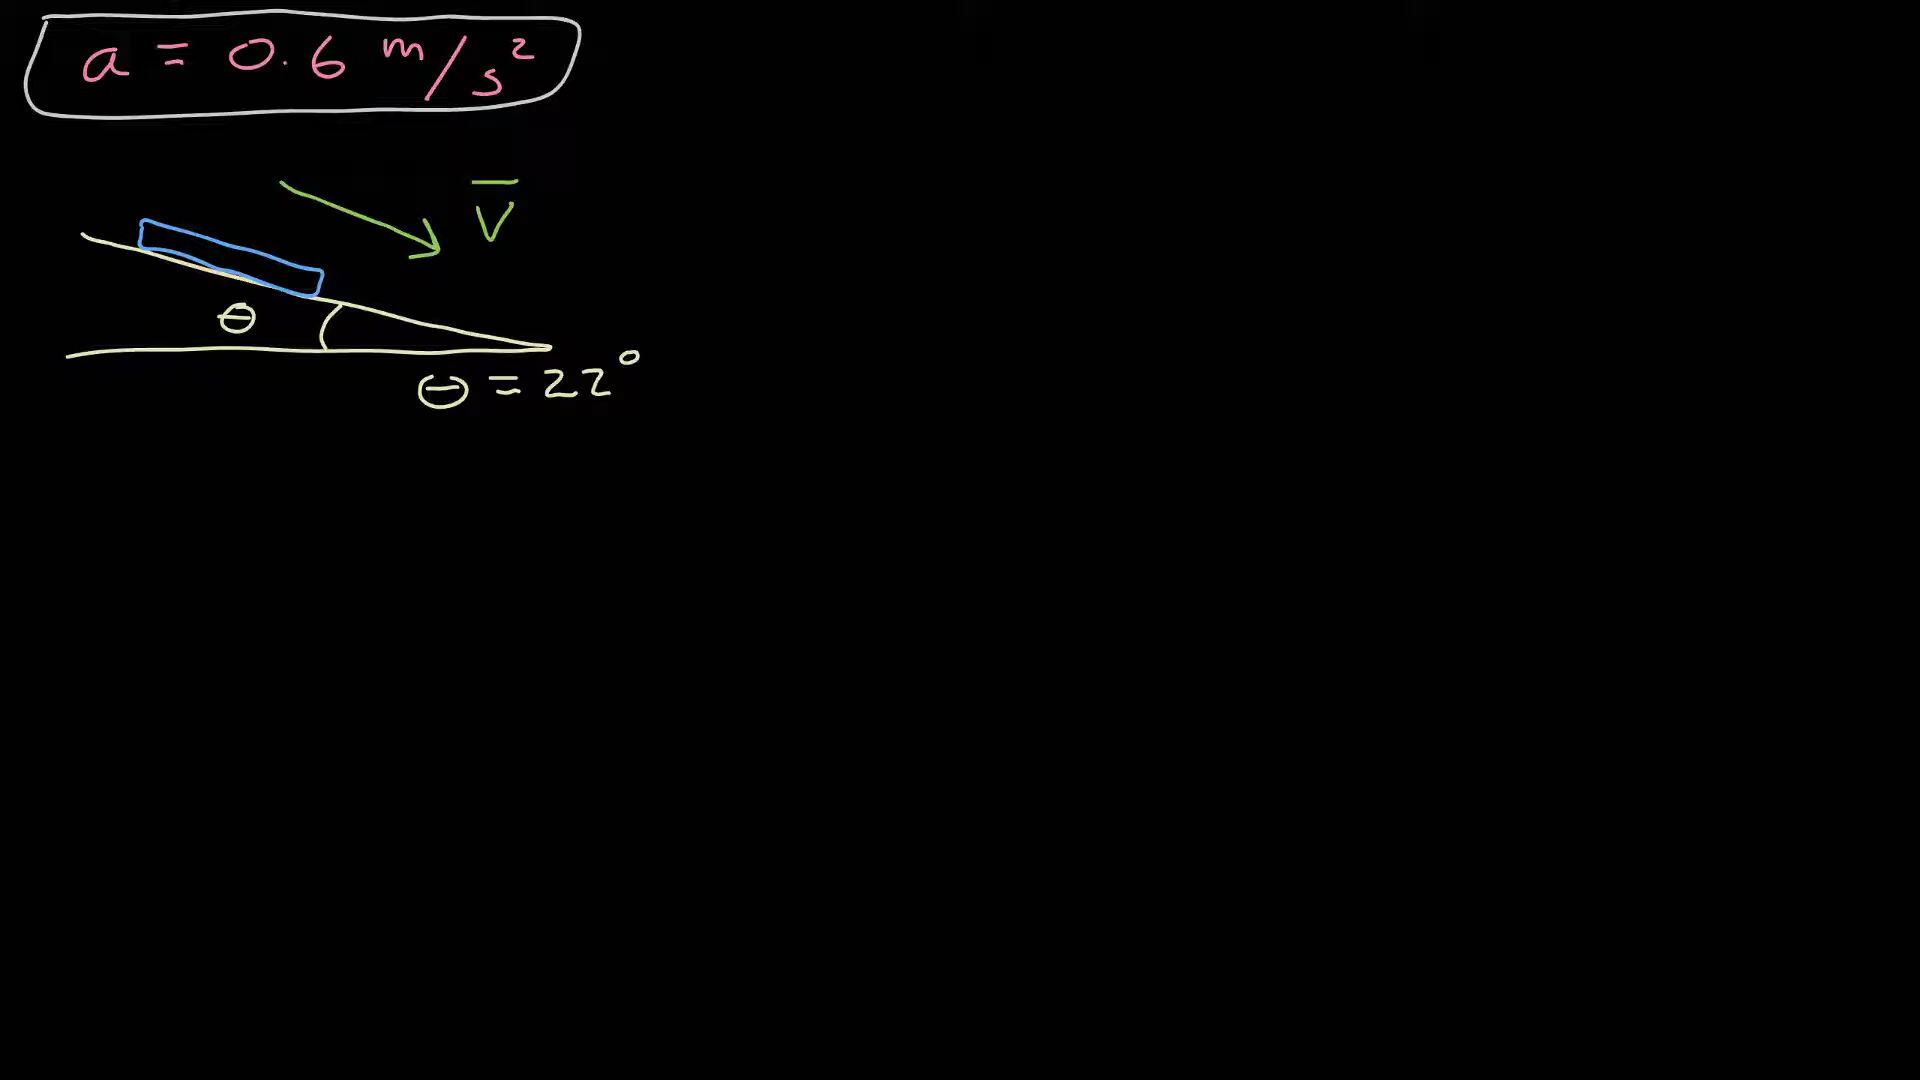 a = 0.6 m/s²
V̅
θ
θ = 22°